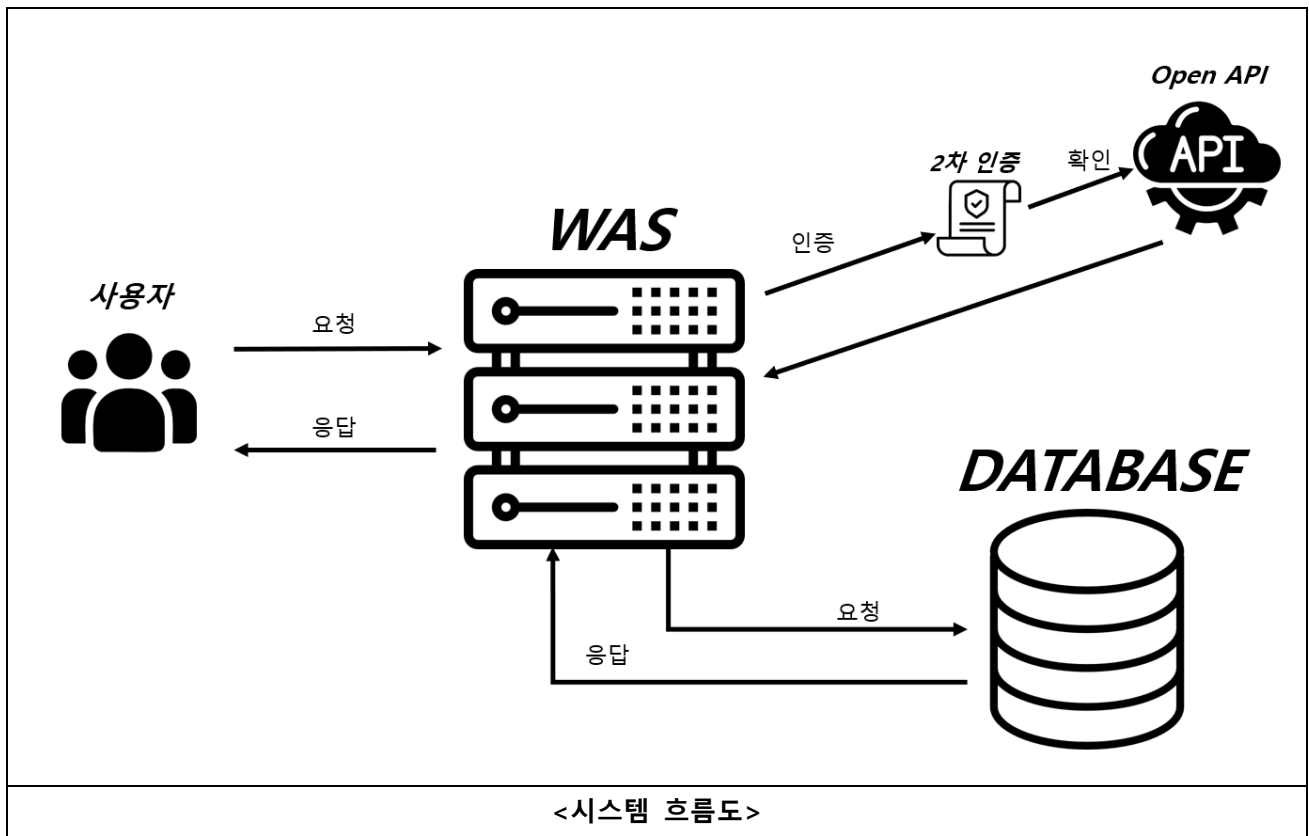 Open API
API
2차 인증
확인
WAS
인증
사용자
요청
응답
DATABASE
요청
응답
<시스템 흐름도>